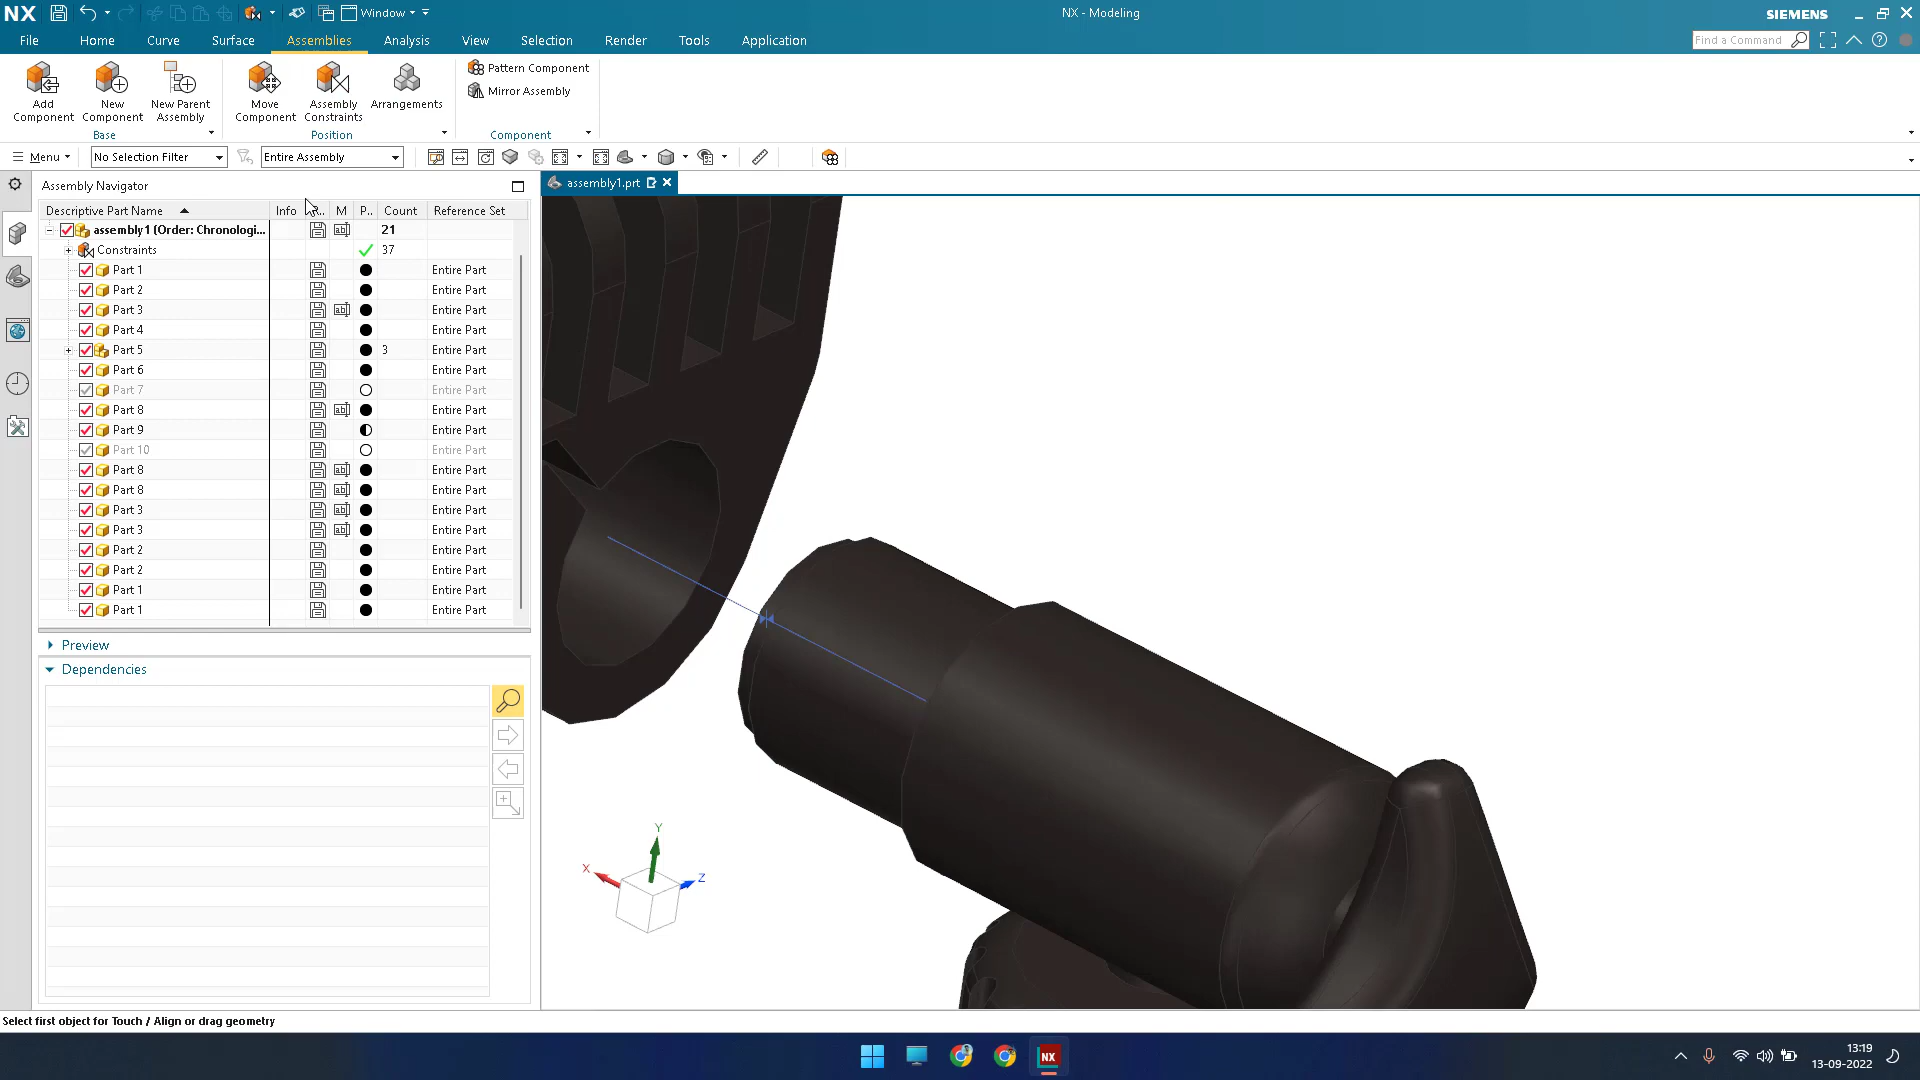 NX
Window
NX - Modeling
SIEMENS
File
Home
Curve
Surface
Assemblies
Analysis
View
Selection
Render
Tools
Application
Find a Command
Add
Component
New
Component
New Parent
Assembly
Base
Move
Component
Assembly
Constraints
Arrangements
Position
Pattern Component
Mirror Assembly
Component
Menu
No Selection Filter
Entire Assembly
Assembly Navigator
assembly1.prt
Descriptive Part Name Info M P.. Count Reference Set
assembly1 (Order: Chronologi... 21
Constraints 37
Part 1 Entire Part
Part 2 Entire Part
Part 3 Entire Part
Part 4 Entire Part
Part 5 3 Entire Part
Part 6 Entire Part
Part 7 Entire Part
Part 8 Entire Part
Part 9 Entire Part
Part 10 Entire Part
Part 8 Entire Part
Part 8 Entire Part
Part 3 Entire Part
Part 3 Entire Part
Part 2 Entire Part
Part 2 Entire Part
Part 1 Entire Part
Part 1 Entire Part
Preview
Dependencies
Y
X
Z
Select first object for Touch / Align or drag geometry
NX
13:19
13-09-2022